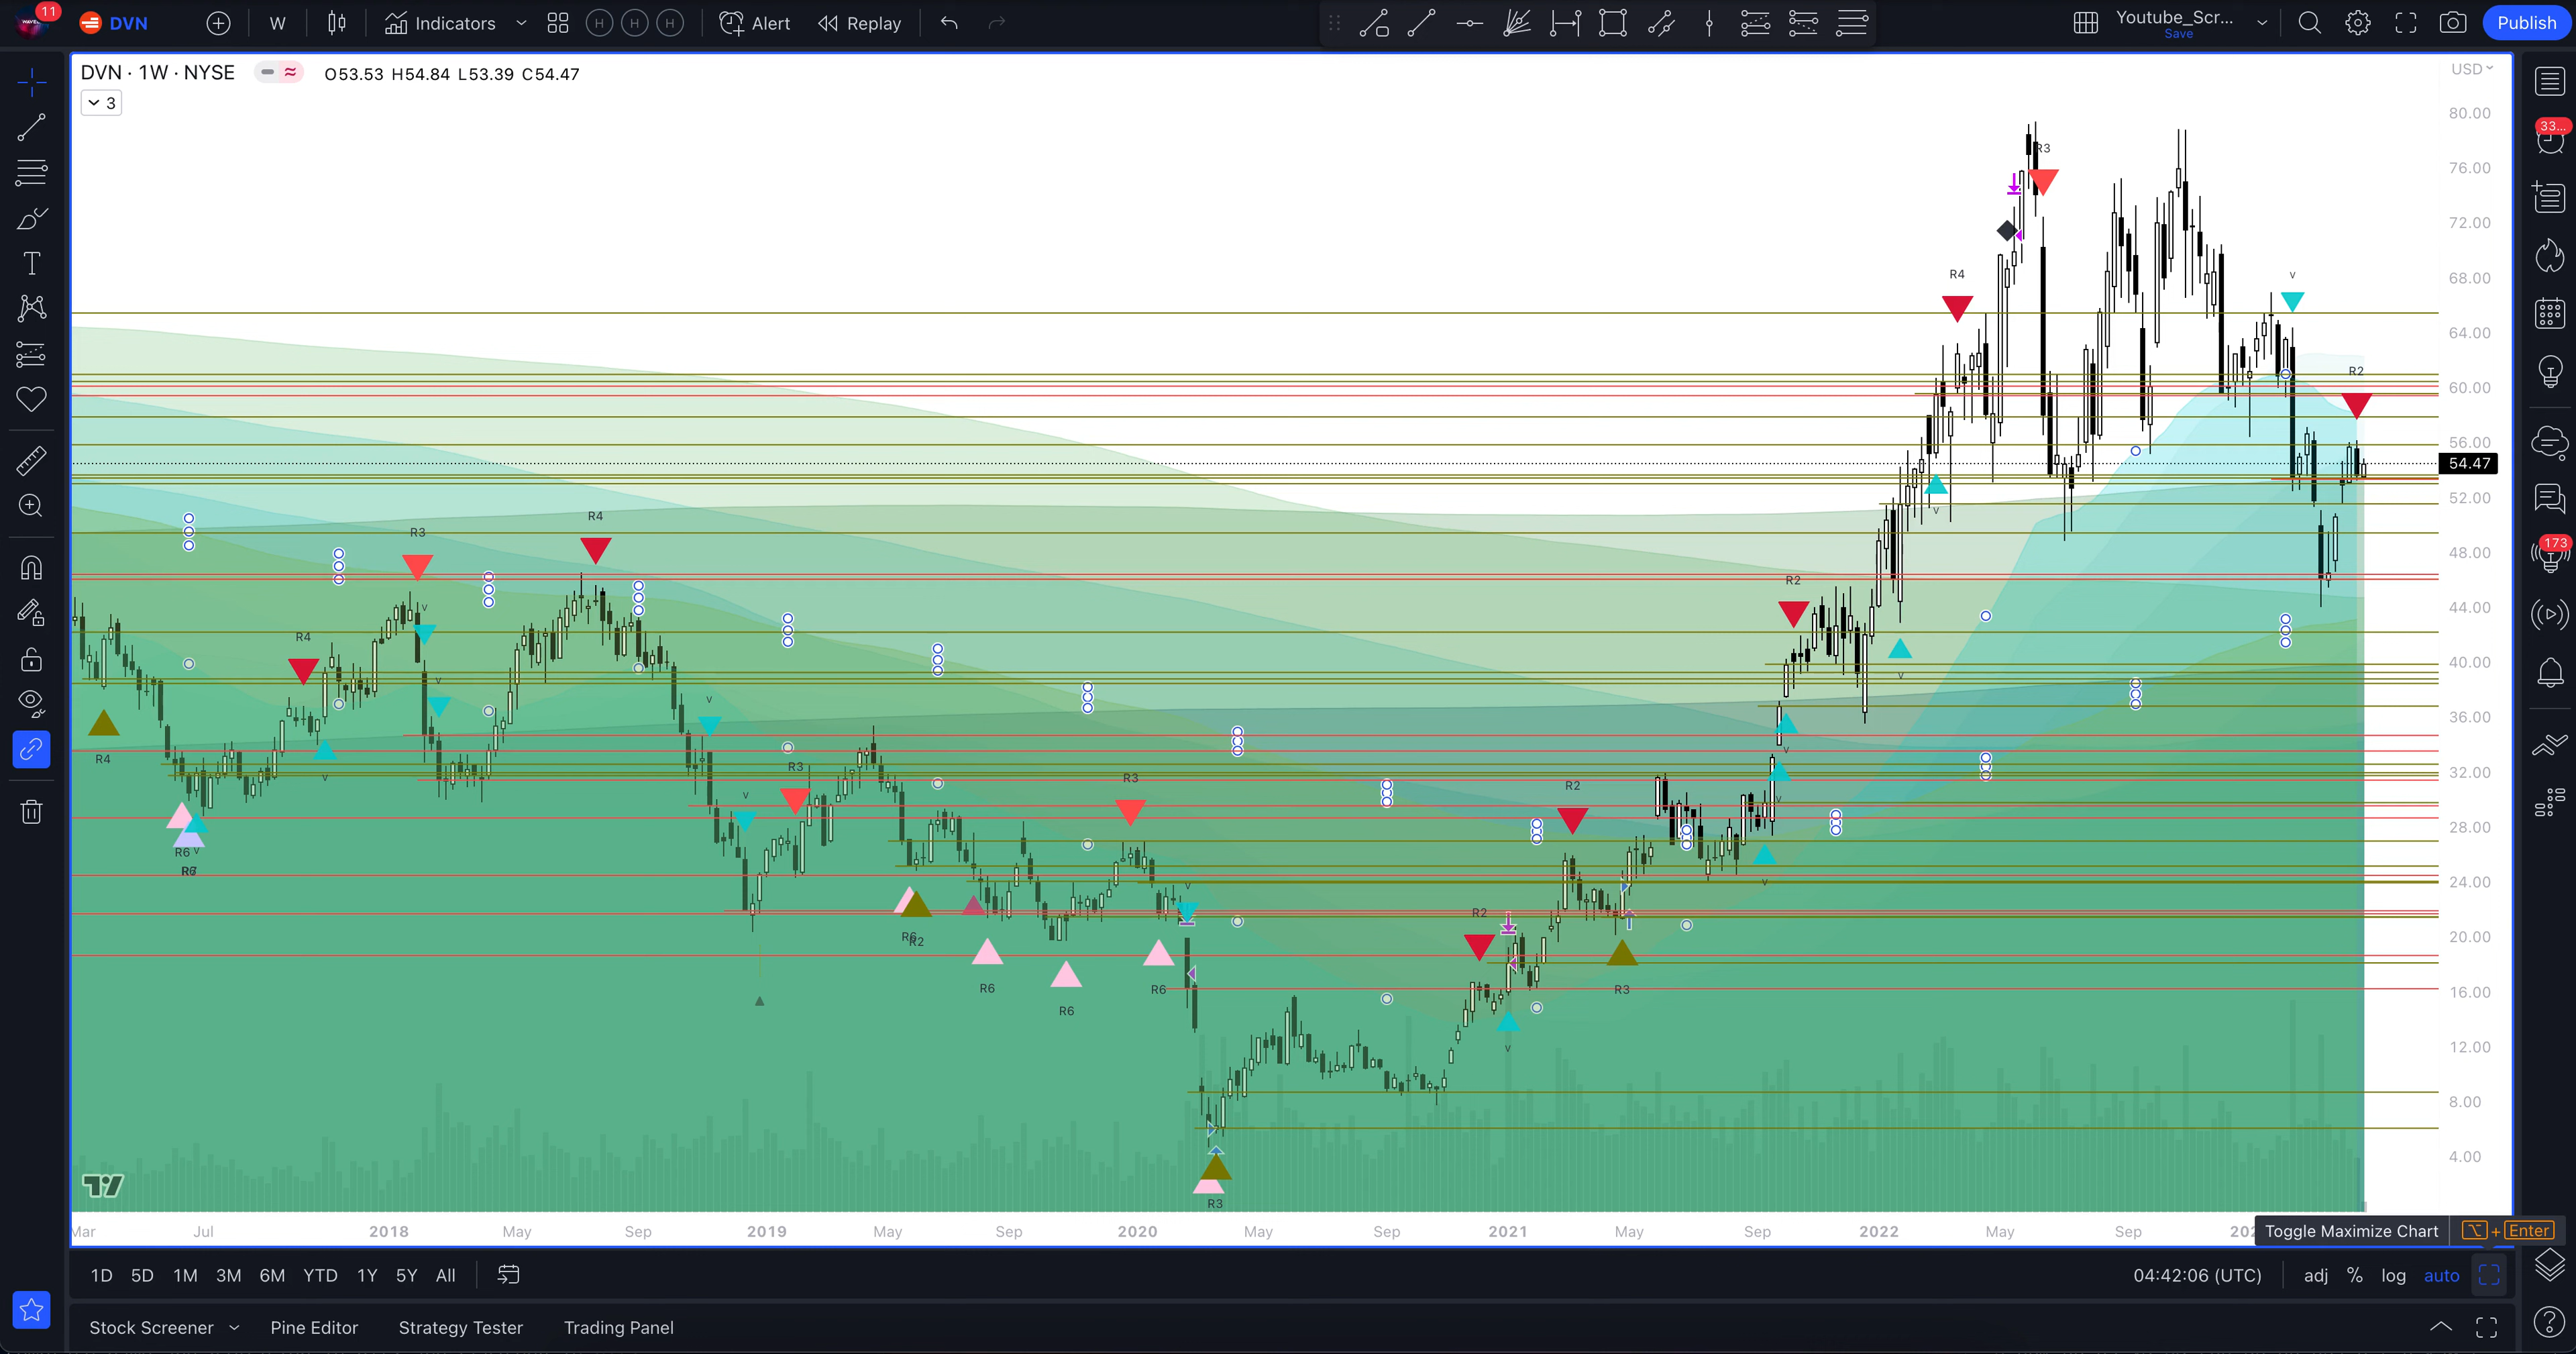 11
DVN
W
Indicators
Alert
Replay
Youtube_Scr...
Save
Publish
DVN · 1W · NYSE
O53.53 H54.84 L53.39 C54.47
3
USD
80.00
76.00
72.00
68.00
64.00
60.00
56.00
54.47
52.00
48.00
44.00
40.00
36.00
32.00
28.00
24.00
20.00
16.00
12.00
8.00
4.00
33...
173
R3
R4
v
R2
R4
R3
v
R4
v
R2
v
v
R4
v
v
v
R3
R3
R2
v
v
R6 v
v
v
R2
R6
R2
R6
R6
R6
R3
v
R3
Mar
Jul
2018
May
Sep
2019
May
Sep
2020
May
Sep
2021
May
Sep
2022
May
Sep
Toggle Maximize Chart
+ Enter
1D 5D 1M 3M 6M YTD 1Y 5Y All
04:42:06 (UTC)
adj % log auto
Stock Screener
Pine Editor
Strategy Tester
Trading Panel